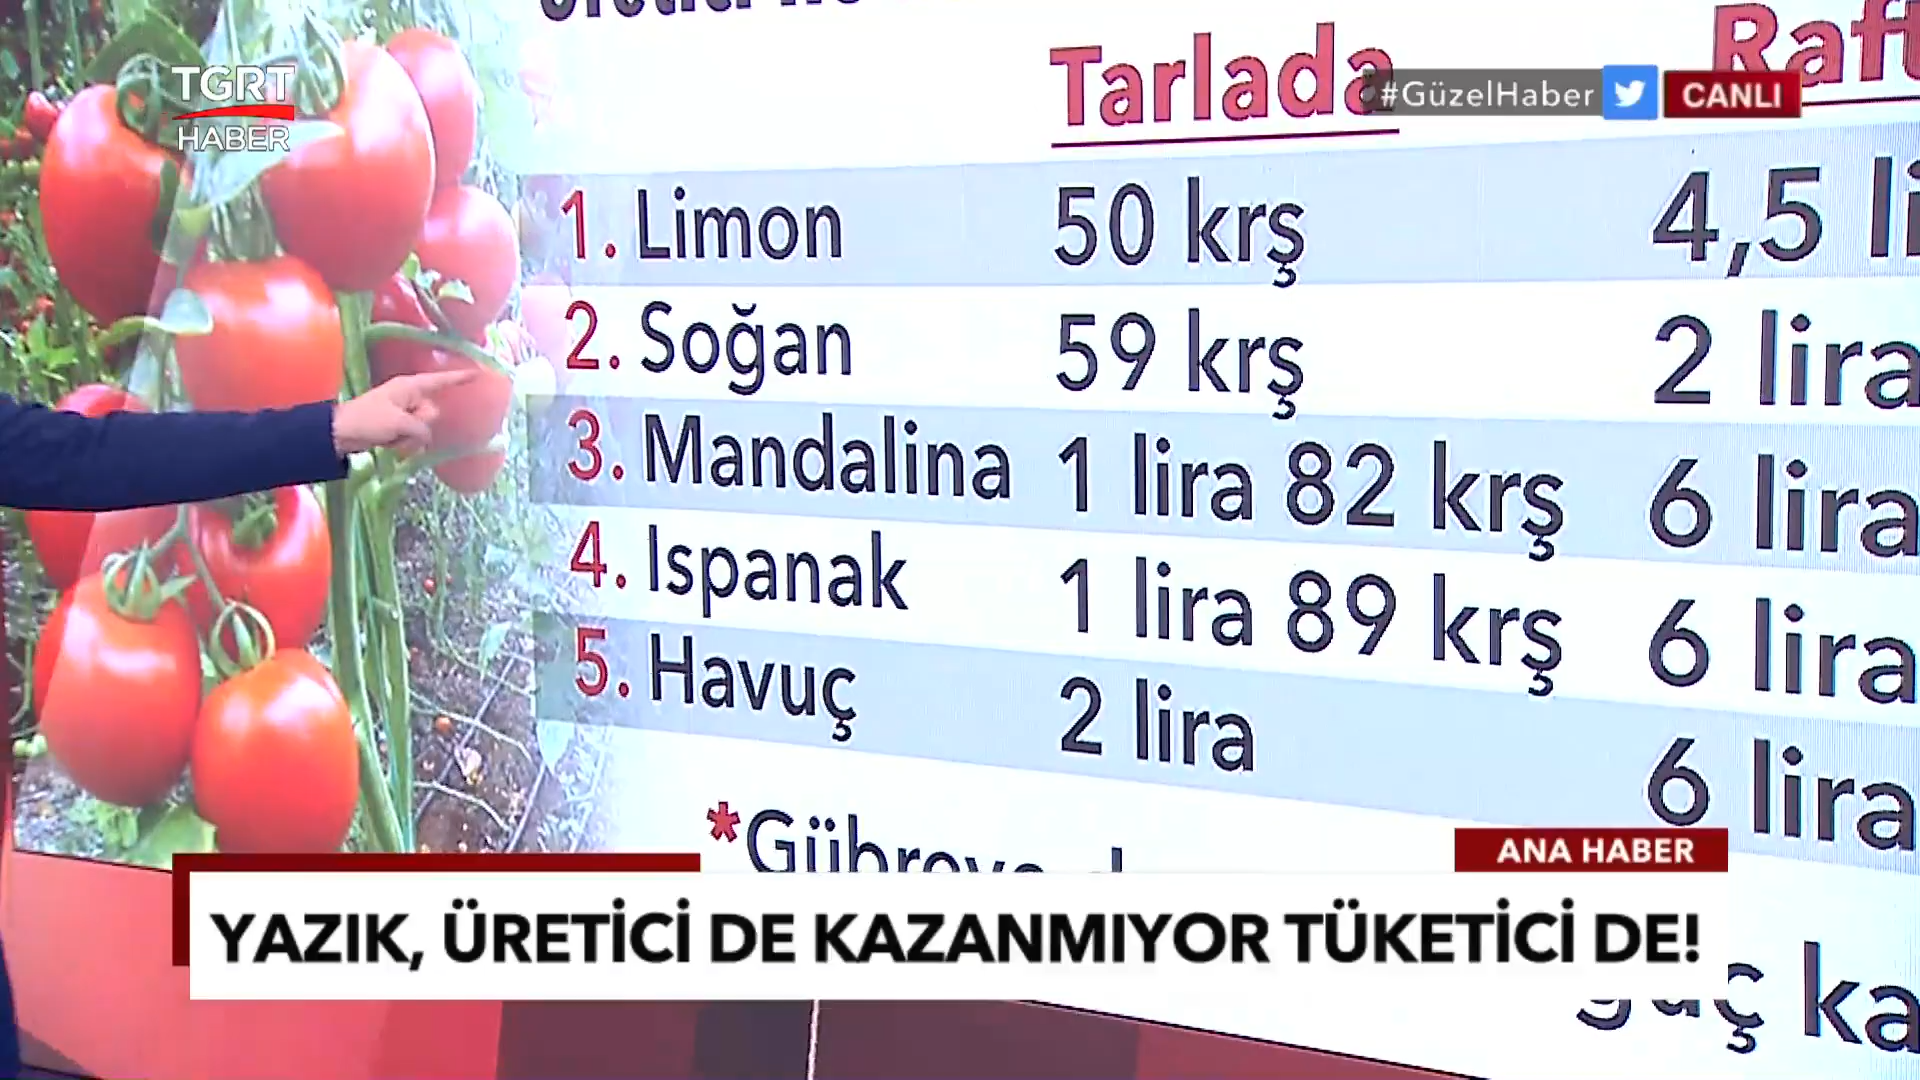 TGRT
HABER
#GüzelHaber
CANLI
Tarlada
1. Limon 50 krş 4,5
2. Soğan 59 krş 2 lira
3. Mandalina 1 lira 82 krş 6 lira
4. Ispanak 1 lira 89 krş 6 lira
5. Havuç 2 lira 6 lira
ANA HABER
YAZIK, ÜRETİCİ DE KAZANMIYOR TÜKETİCİ DE!